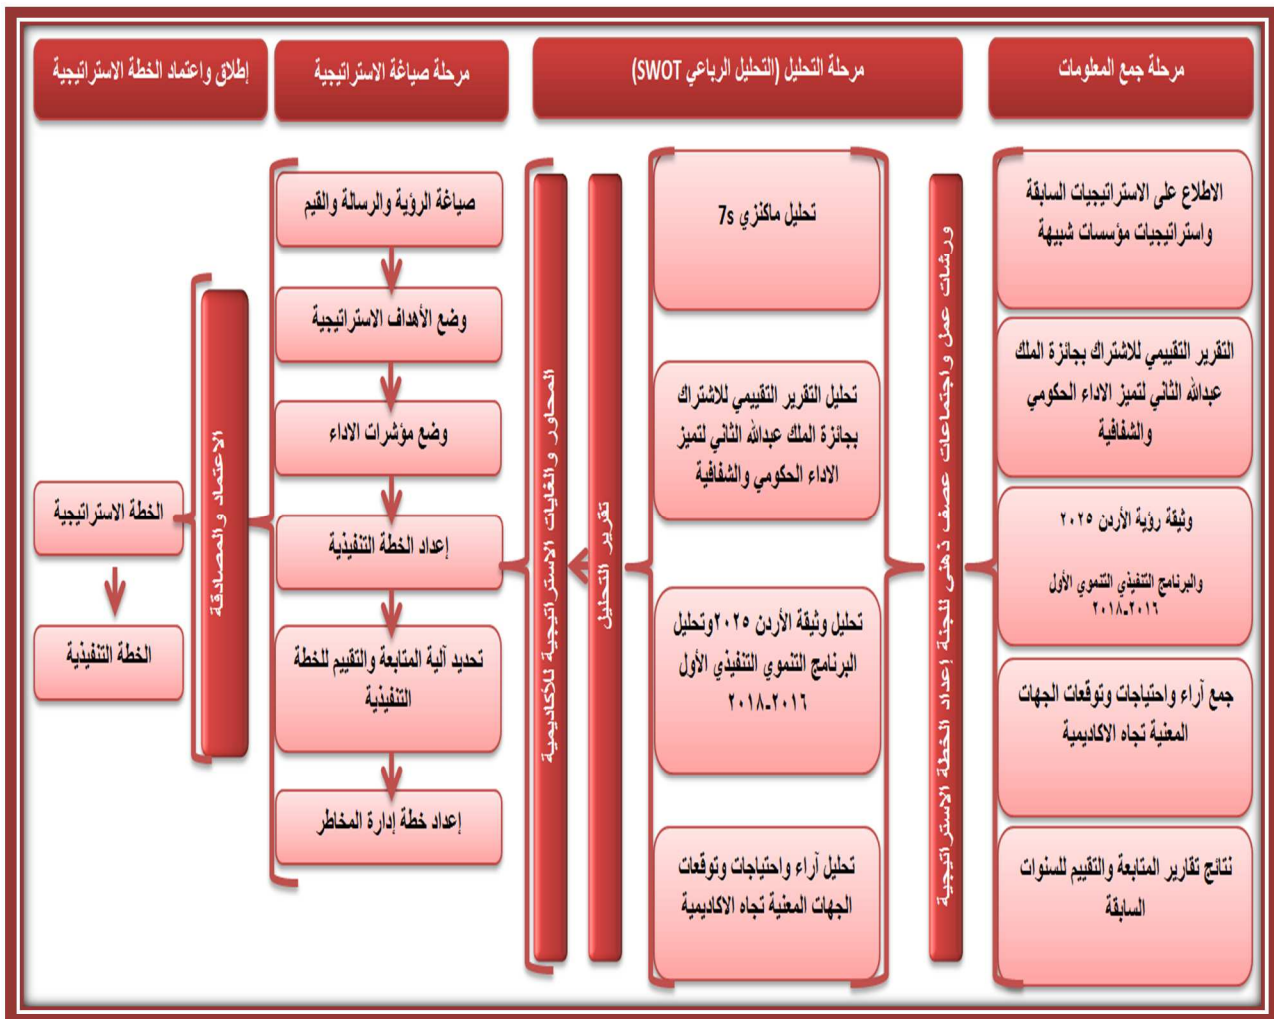 مرحلة جمع المعلومات
الاطلاع على الاستراتيجيات السابقة
واستراتيجيات مؤسسات شبيهة
التقرير التقييمي للاشتراك بجائزة الملك
عبدالله الثاني لتميز الاداء الحكومي
والشفافية
وثيقة رؤية الأردن ٢٠٢٥
والبرنامج التنفيذي التنموي الأول
٢٠١٦-٢٠١٨
جمع آراء واحتياجات وتوقعات الجهات
المعنية تجاه الاكاديمية
نتائج تقارير المتابعة والتقييم للسنوات
السابقة
ورشات عمل واجتماعات عصف ذهني للجنة إعداد الخطة الاستراتيجية
مرحلة التحليل (التحليل الرباعي SWOT)
تحليل ماكنزي 7s
تحليل التقرير التقييمي للاشتراك
بجائزة الملك عبدالله الثاني لتميز
الاداء الحكومي والشفافية
تحليل وثيقة الأردن ٢٠٢٥وتحليل
البرنامج التنموي التنفيذي الأول
٢٠١٦-٢٠١٨
تحليل آراء واحتياجات وتوقعات
الجهات المعنية تجاه الاكاديمية
تقرير التحليل
المحاور والغايات الاستراتيجية للأكاديمية
مرحلة صياغة الاستراتيجية
صياغة الرؤية والرسالة والقيم
وضع الأهداف الاستراتيجية
وضع مؤشرات الاداء
إعداد الخطة التنفيذية
تحديد آلية المتابعة والتقييم للخطة
التنفيذية
إعداد خطة إدارة المخاطر
الاعتماد والمصادقة
إطلاق واعتماد الخطة الاستراتيجية
الخطة الاستراتيجية
الخطة التنفيذية